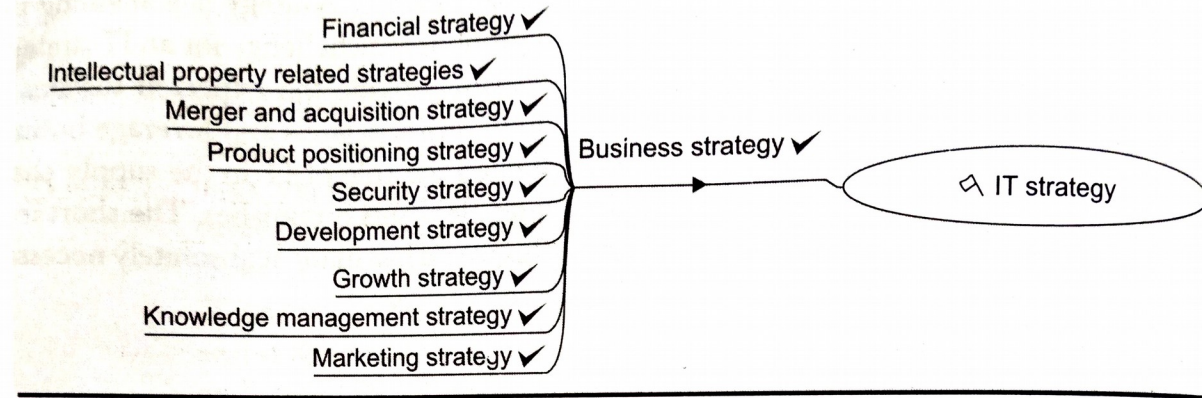 Financial strategy ✓
Intellectual property related strategies ✓
Merger and acquisition strategy ✓
Product positioning strategy ✓
Security strategy ✓
Development strategy ✓
Growth strategy ✓
Knowledge management strategy ✓
Marketing strategy ✓
Business strategy ✓
IT strategy